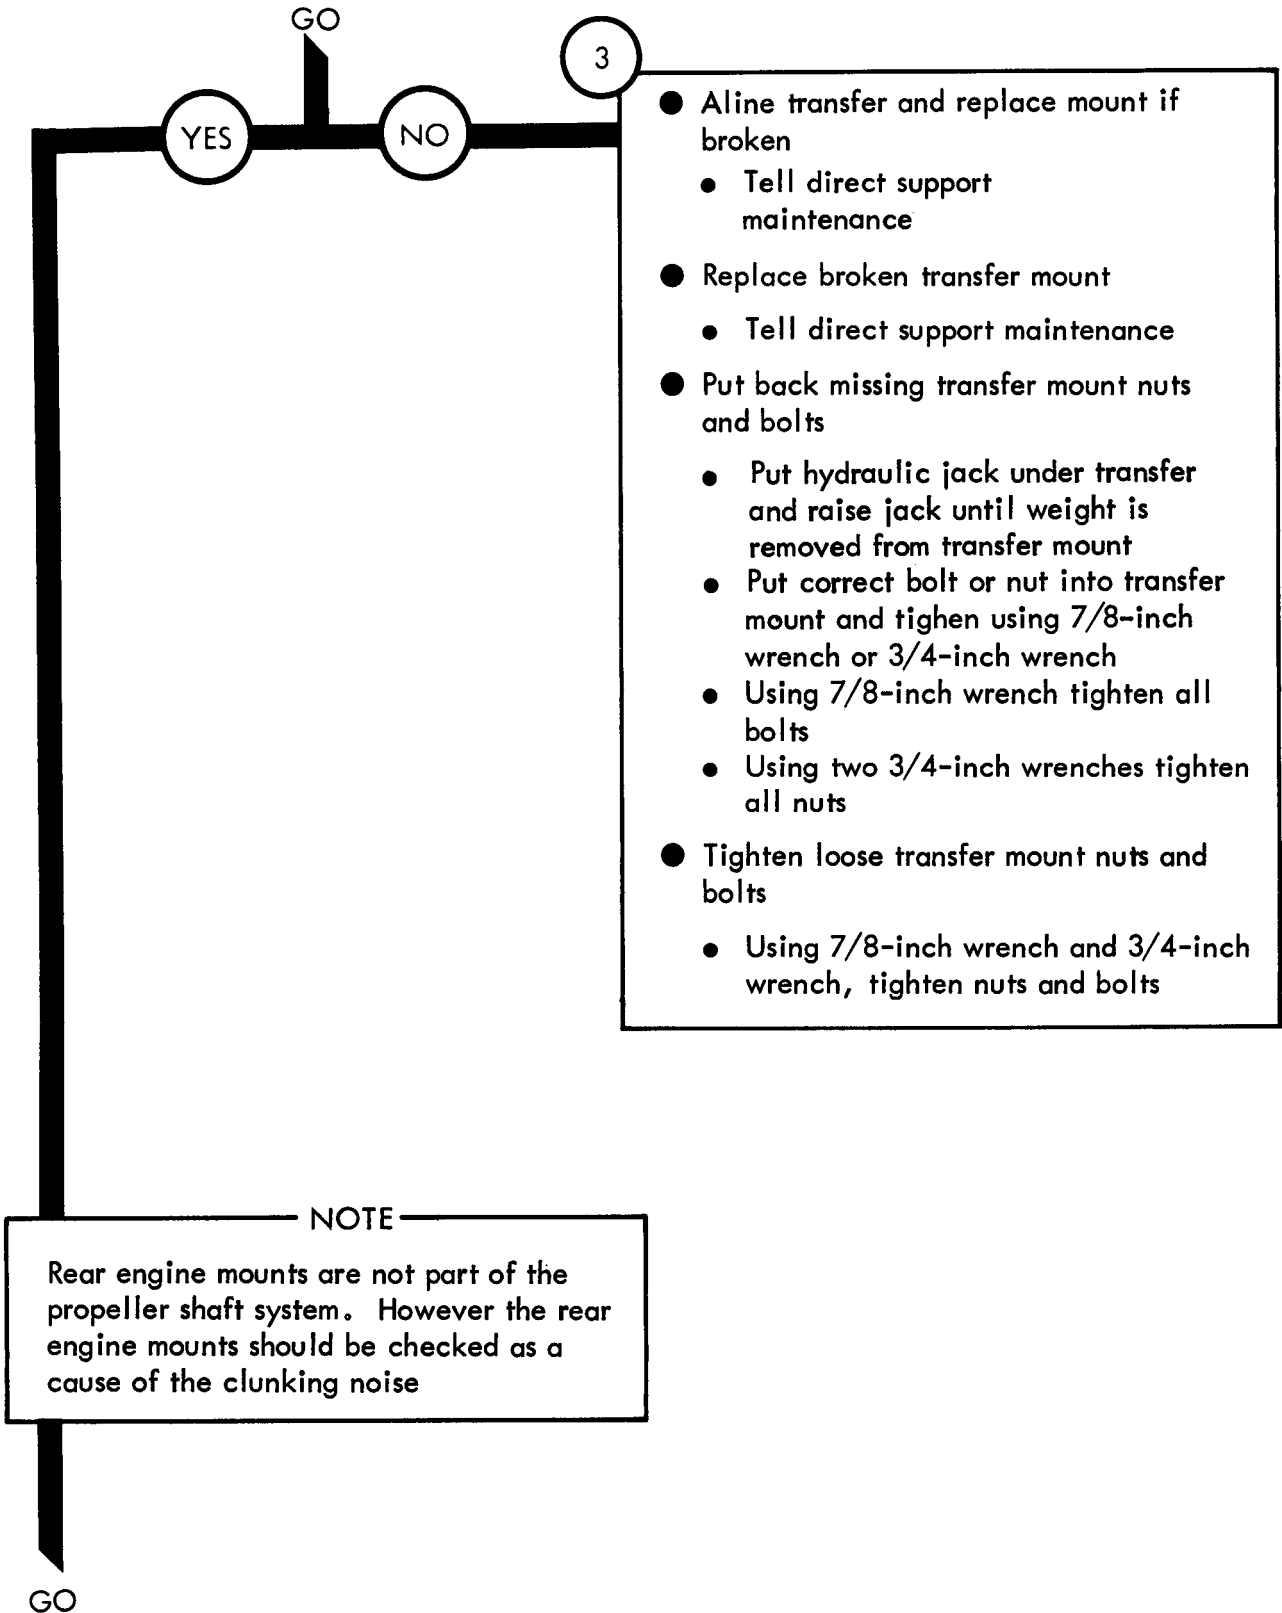 GO
YES
NO
3
● Aline transfer and replace mount if
broken
● Tell direct support
maintenance
● Replace broken transfer mount
● Tell direct support maintenance
● Put back missing transfer mount nuts
and bolts
● Put hydraulic jack under transfer
and raise jack until weight is
removed from transfer mount
● Put correct bolt or nut into transfer
mount and tighen using 7/8-inch
wrench or 3/4-inch wrench
● Using 7/8-inch wrench tighten all
bolts
● Using two 3/4-inch wrenches tighten
all nuts
● Tighten loose transfer mount nuts and
bolts
● Using 7/8-inch wrench and 3/4-inch
wrench, tighten nuts and bolts
NOTE
Rear engine mounts are not part of the
propeller shaft system. However the rear
engine mounts should be checked as a
cause of the clunking noise
GO